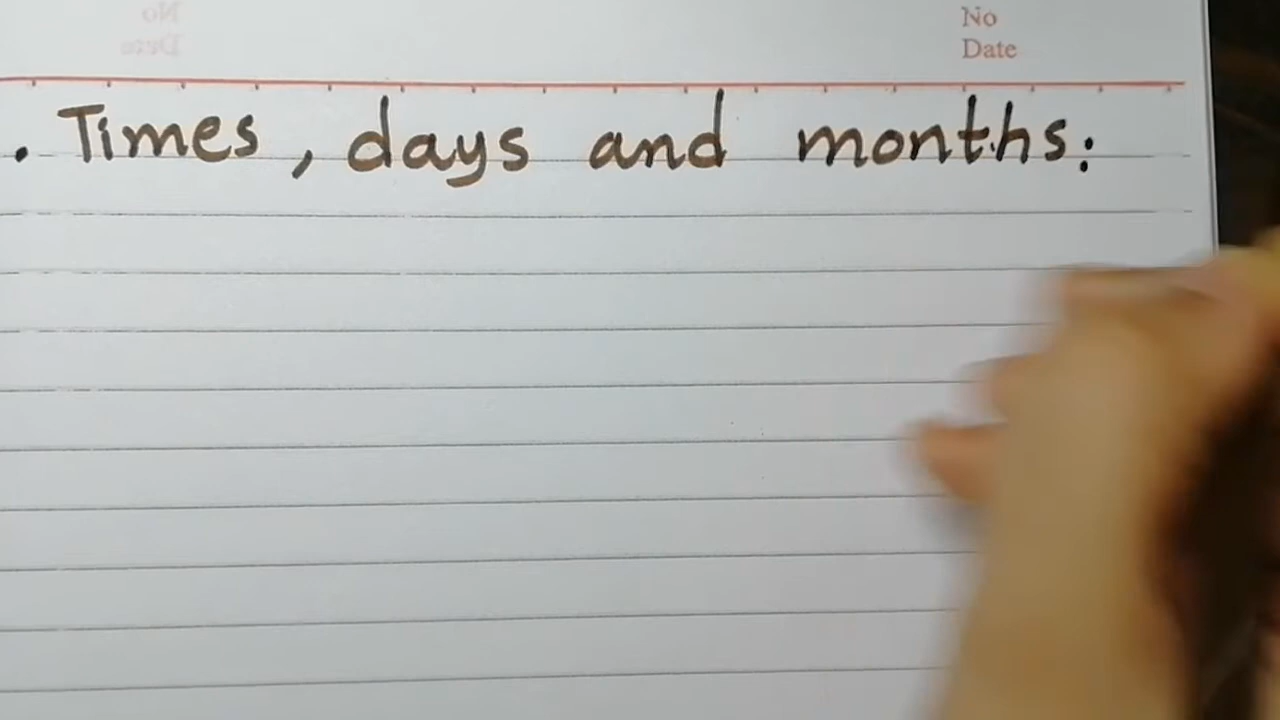 No
Date
. Times, days and months: